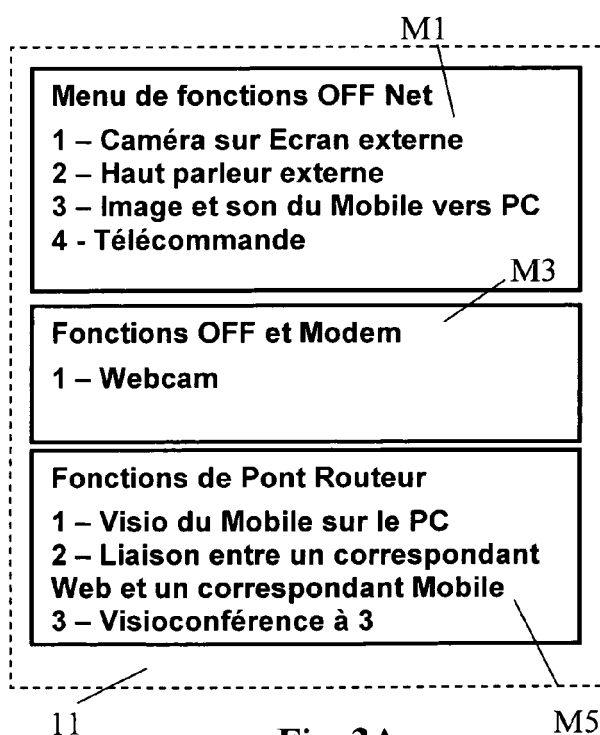 M1
Menu de fonctions OFF Net
1 – Caméra sur Ecran externe
2 – Haut parleur externe
3 – Image et son du Mobile vers PC
4 - Télécommande
M3
Fonctions OFF et Modem
1 – Webcam
Fonctions de Pont Routeur
1 – Visio du Mobile sur le PC
2 – Liaison entre un correspondant
Web et un correspondant Mobile
3 – Visioconférence à 3
11
M5